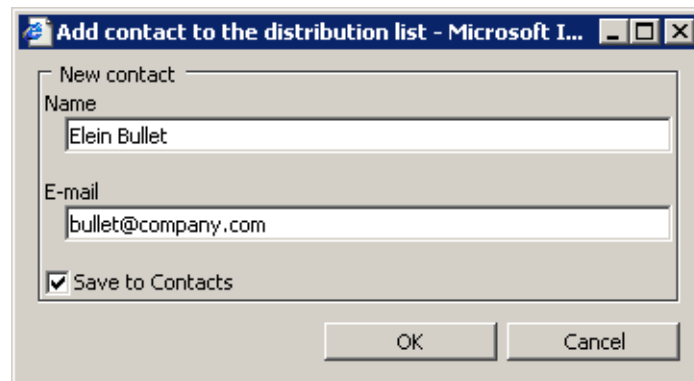 Add contact to the distribution list - Microsoft I...
New contact
Name
Elein Bullet
E-mail
bullet@company.com
Save to Contacts
OK Cancel